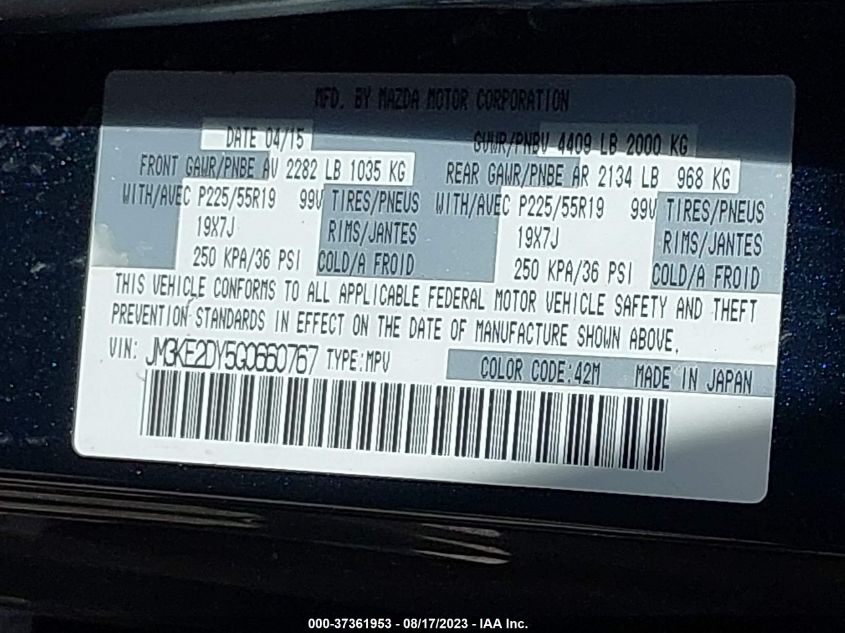 MFD. BY MAZDA MOTOR CORPORATION
DATE 04/15 GVWR/PNBV 4409 LB 2000 KG
FRONT GAWR/PNBE AV 2282 LB 1035 KG REAR GAWR/PNBE AR 2134 LB 968 KG
WITH/AVEC P225/55R19 99V TIRES/PNEUS WITH/AVEC P225/55R19 99V TIRES/PNEUS
19X7J RIMS/JANTES 19X7J RIMS/JANTES
250 KPA/36 PSI COLD/A FROID 250 KPA/36 PSI COLD/A FROID
THIS VEHICLE CONFORMS TO ALL APPLICABLE FEDERAL MOTOR VEHICLE SAFETY AND THEFT
PREVENTION STANDARDS IN EFFECT ON THE DATE OF MANUFACTURE SHOWN ABOVE.
VIN: JM3KE2DY5G0660767 TYPE:MPV COLOR CODE:42M MADE IN JAPAN
000-37361953 - 08/17/2023 - IAA Inc.